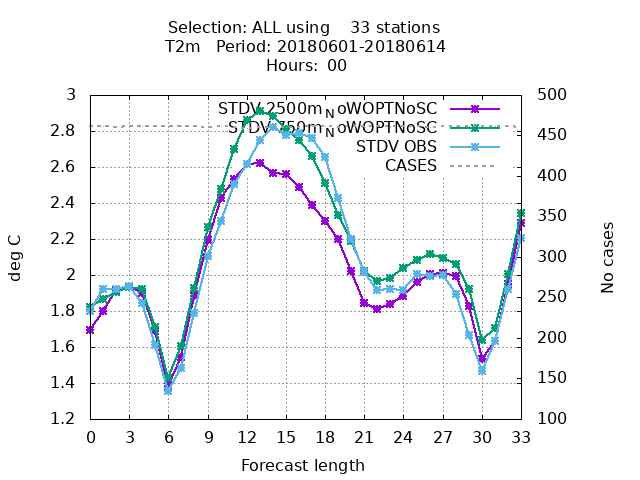 Selection: ALL using    33 stations
T2m   Period: 20180601-20180614
Hours: 00
STDV 2500m_NoWOPTNoSC
STDV 750m_NoWOPTNoSC
STDV OBS
CASES
deg C
No cases
3
2.8
2.6
2.4
2.2
2
1.8
1.6
1.4
1.2
500
450
400
350
300
250
200
150
100
0 3 6 9 12 15 18 21 24 27 30 33
Forecast length